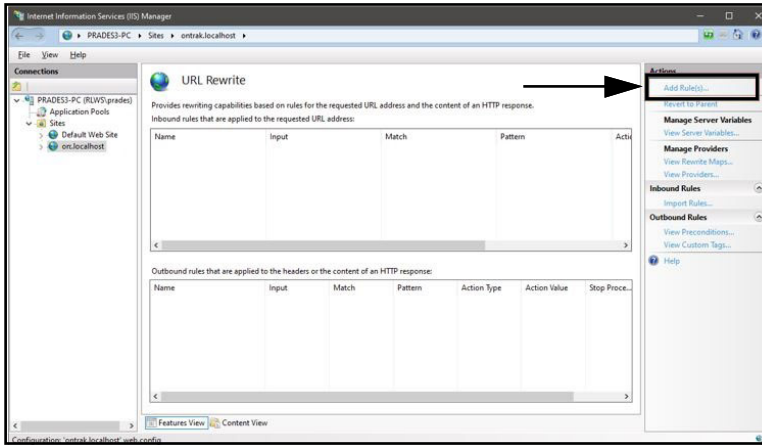 Internet Information Services (IIS) Manager
PRADES3-PC Sites ontrak.localhost
File View Help
Connections
PRADES3-PC (RLWS\prades)
Application Pools
Sites
Default Web Site
on.localhost
URL Rewrite
Provides rewriting capabilities based on rules for the requested URL address and the content of an HTTP response.
Inbound rules that are applied to the requested URL address:
Name Input Match Pattern Actio
Outbound rules that are applied to the headers or the content of an HTTP response:
Name Input Match Pattern Action Type Action Value Stop Proce...
Features View Content View
Actions
Add Rule(s)...
Revert to Parent
Manage Server Variables
View Server Variables...
Manage Providers
View Rewrite Maps...
View Providers...
Inbound Rules
Import Rules...
Outbound Rules
View Preconditions...
View Custom Tags...
Help
Configuration: 'ontrak.localhost' web.config